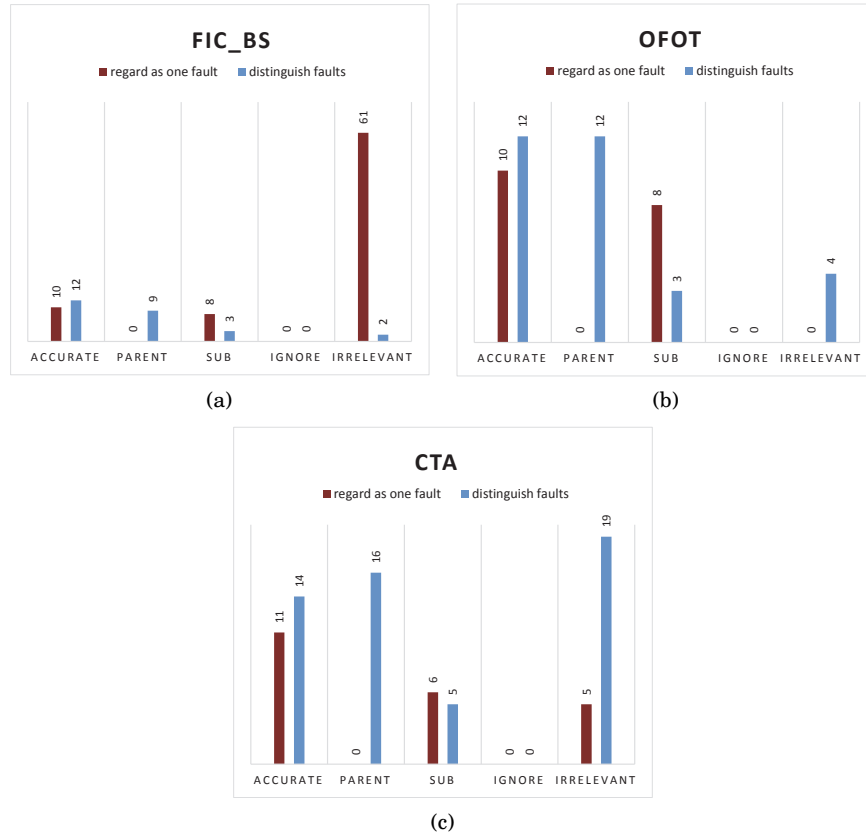 FIC_BS
regard as one fault distinguish faults
10 12 0 9 8 3 0 0 61 2
ACCURATE PARENT SUB IGNORE IRRELEVANT
(a)
OFOT
regard as one fault distinguish faults
10 12 0 12 8 3 0 0 0 4
ACCURATE PARENT SUB IGNORE IRRELEVANT
(b)
CTA
regard as one fault distinguish faults
11 14 0 16 6 5 0 0 5 19
ACCURATE PARENT SUB IGNORE IRRELEVANT
(c)